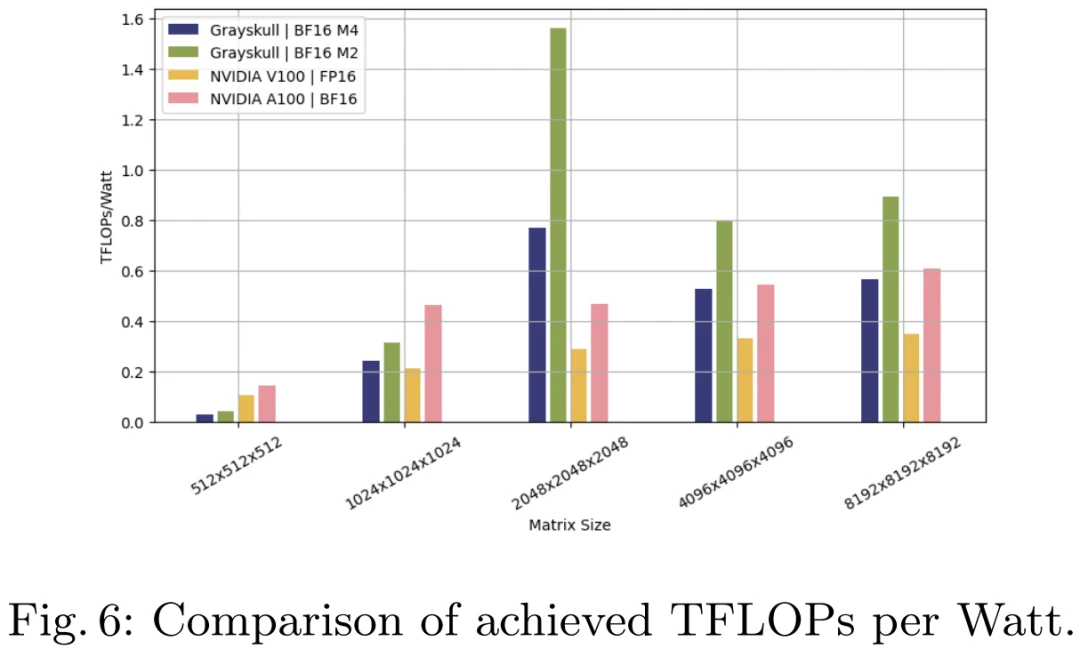 Grayskull | BF16 M4
Grayskull | BF16 M2
NVIDIA V100 | FP16
NVIDIA A100 | BF16
TFLOPs/Watt
1.6
1.4
1.2
1.0
0.8
0.6
0.4
0.2
0.0
512x512x512
1024x1024x1024
2048x2048x2048
4096x4096x4096
8192x8192x8192
Matrix Size
Fig. 6: Comparison of achieved TFLOPs per Watt.